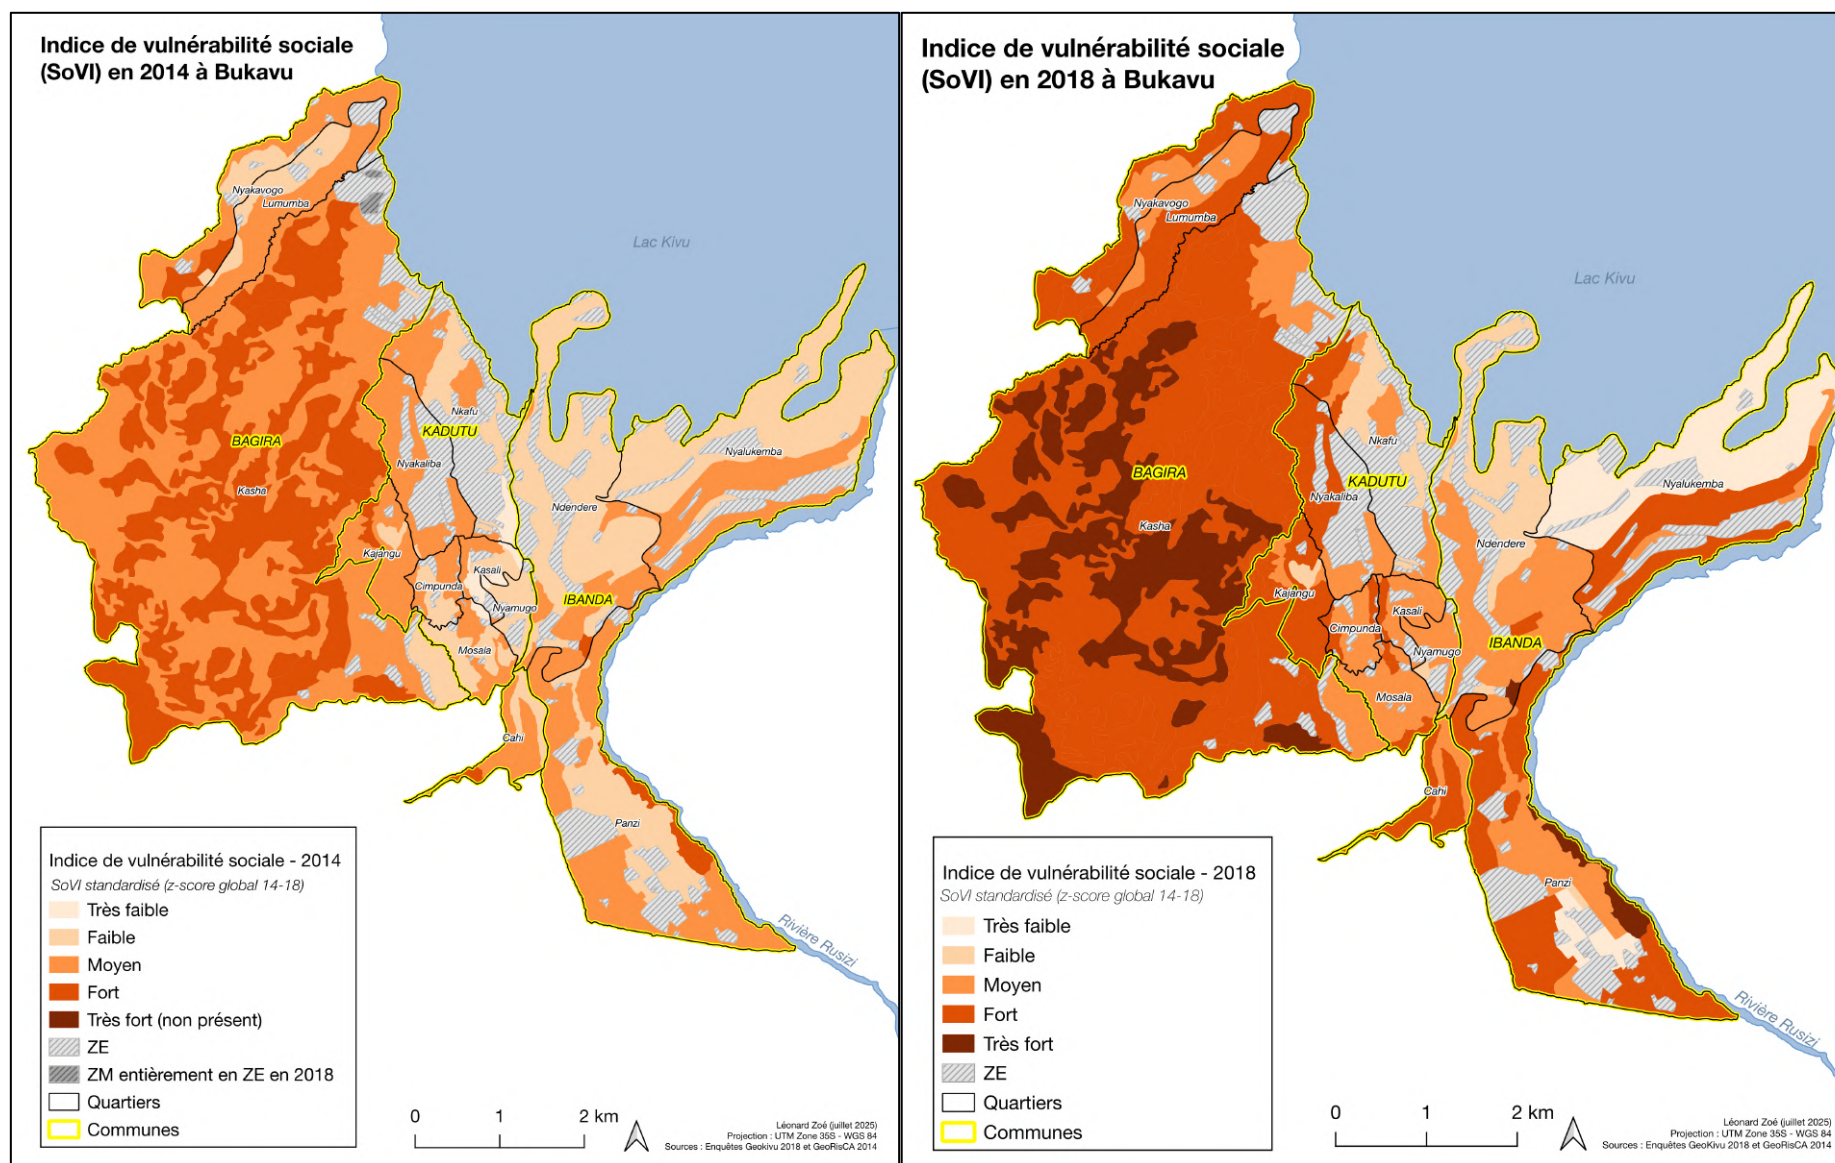 Indice de vulnérabilité sociale
(SoVI) en 2014 à Bukavu
Nyakavogo
Lumumba
Lac Kivu
BAGIRA
Kasha
Nkafu
KADUTU
Nyakaliba
Nyalukemba
Ndendere
Kajangu
Kasali
Cimpunda
IBANDA
Nyamugo
Mosala
Cahi
Panzi
Rivière Rusizi
Indice de vulnérabilité sociale - 2014
SoVI standardisé (z-score global 14-18)
Très faible
Faible
Moyen
Fort
Très fort (non présent)
ZE
ZM entièrement en ZE en 2018
Quartiers
Communes
0 1 2 km
Léonard Zoé (juillet 2025)
Projection : UTM Zone 35S - WGS 84
Sources : Enquêtes GeoKivu 2018 et GeoRisCA 2014
Indice de vulnérabilité sociale
(SoVI) en 2018 à Bukavu
Nyakavogo
Lumumba
Lac Kivu
Nkafu
BAGIRA
KADUTU
Nyalukemba
Nyakaliba
Kasha
Ndendere
Kajangu
Kasali
Cimpunda
IBANDA
Nyamugo
Mosala
Cahi
Panzi
Rivière Rusizi
Indice de vulnérabilité sociale - 2018
SoVI standardisé (z-score global 14-18)
Très faible
Faible
Moyen
Fort
Très fort
ZE
Quartiers
Communes
0 1 2 km
Léonard Zoé (juillet 2025)
Projection : UTM Zone 35S - WGS 84
Sources : Enquêtes GeoKivu 2018 et GeoRisCA 2014